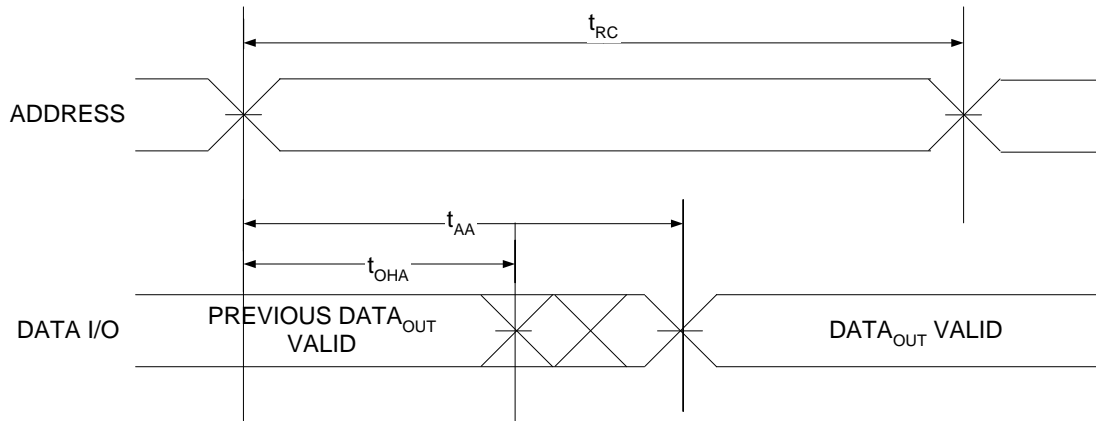 tRC
ADDRESS
tAA
tOHA
DATA I/O
PREVIOUS DATAOUT
VALID
DATAOUT VALID